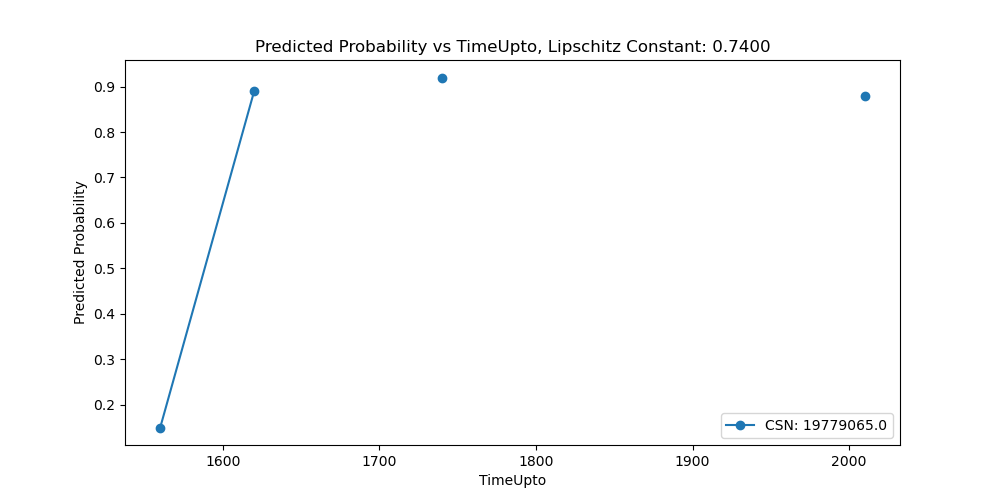 Predicted Probability vs TimeUpto, Lipschitz Constant: 0.7400
Predicted Probability
0.9
0.8
0.7
0.6
0.5
0.4
0.3
0.2
CSN: 19779065.0
1600 1700 1800 1900 2000
TimeUpto